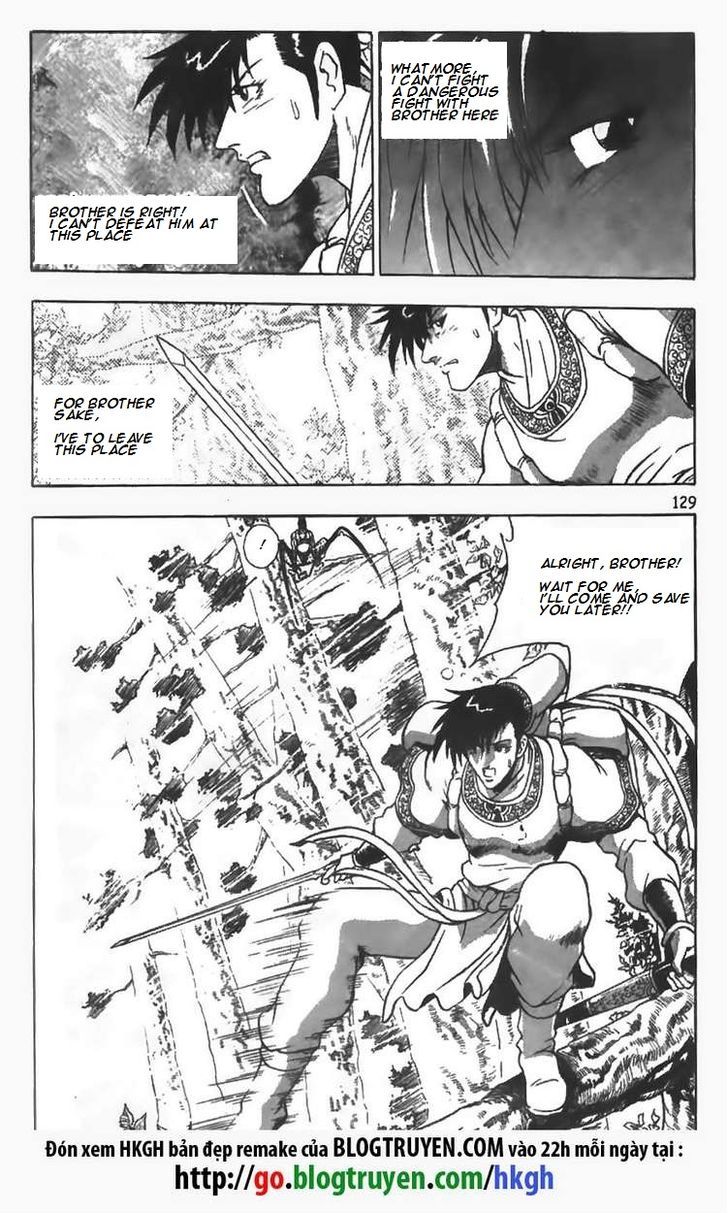 BROTHER IS RIGHT!
I CAN'T DEFEAT HIM AT
THIS PLACE
WHATMORE,
I CAN'T FIGHT
A DANGEROUS
FIGHT WITH
BROTHER HERE
FOR BROTHER
SAKE,
I'VE TO LEAVE
THIS PLACE
129
ALRIGHT, BROTHER!
WAIT FOR ME,
I'LL COME AND SAVE
YOU LATER!!
Đón xem HKGH bản đẹp remake của BLOGTRUYEN.COM vào 22h mỗi ngày tại :
http://go.blogtruyen.com/hkgh